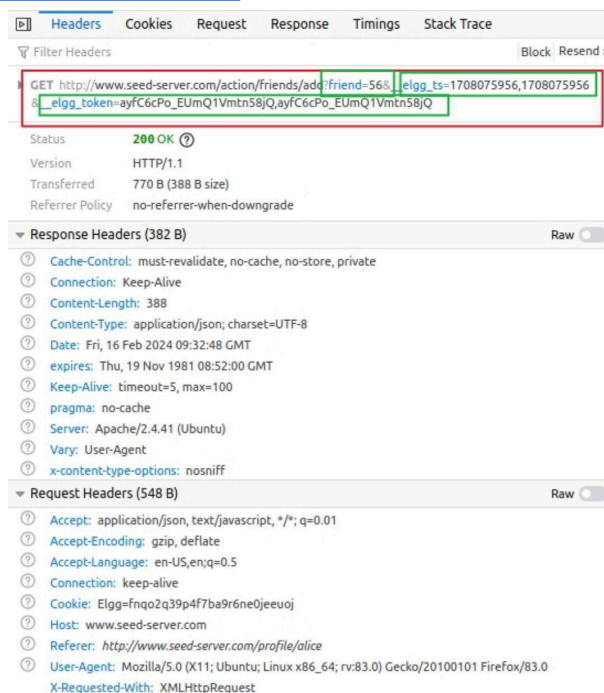 Headers Cookies Request Response Timings Stack Trace
Filter Headers Block Resend
GET http://www.seed-server.com/action/friends/add?friend=56&__elgg_ts=1708075956,1708075956
&__elgg_token=ayfC6cPo_EUmQ1Vmtn58jQ,ayfC6cPo_EUmQ1Vmtn58jQ
Status 200 OK ?
Version HTTP/1.1
Transferred 770 B (388 B size)
Referrer Policy no-referrer-when-downgrade
Response Headers (382 B) Raw
? Cache-Control: must-revalidate, no-cache, no-store, private
? Connection: Keep-Alive
? Content-Length: 388
? Content-Type: application/json; charset=UTF-8
? Date: Fri, 16 Feb 2024 09:32:48 GMT
? expires: Thu, 19 Nov 1981 08:52:00 GMT
? Keep-Alive: timeout=5, max=100
? pragma: no-cache
? Server: Apache/2.4.41 (Ubuntu)
? Vary: User-Agent
? x-content-type-options: nosniff
Request Headers (548 B) Raw
? Accept: application/json, text/javascript, */*; q=0.01
? Accept-Encoding: gzip, deflate
? Accept-Language: en-US,en;q=0.5
? Connection: keep-alive
? Cookie: Elgg=fnqo2q39p4f7ba9r6ne0jeeuoj
? Host: www.seed-server.com
? Referer: http://www.seed-server.com/profile/alice
? User-Agent: Mozilla/5.0 (X11; Ubuntu; Linux x86_64; rv:83.0) Gecko/20100101 Firefox/83.0
X-Requested-With: XMLHttpRequest